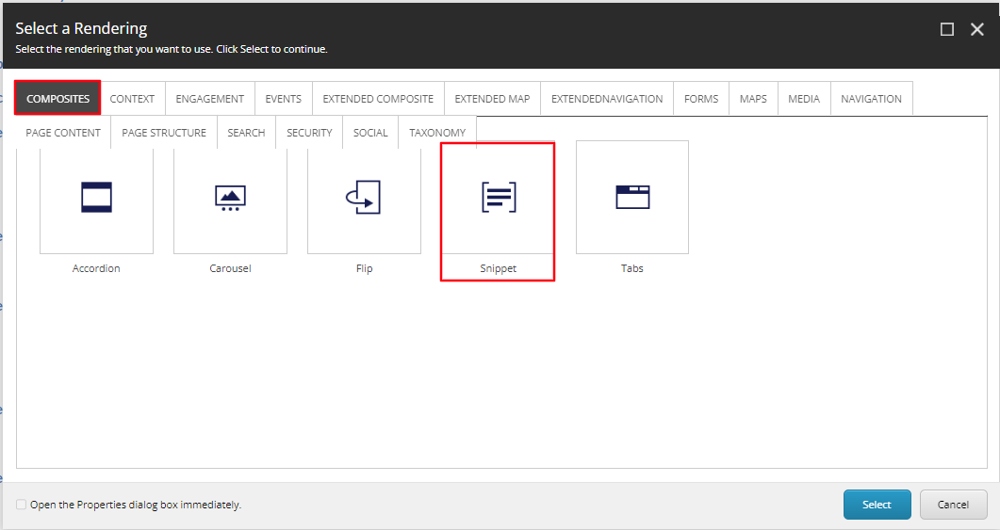 Select a Rendering
Select the rendering that you want to use. Click Select to continue.
COMPOSITES CONTEXT ENGAGEMENT EVENTS EXTENDED COMPOSITE EXTENDED MAP EXTENDEDNAVIGATION FORMS MAPS MEDIA NAVIGATION
PAGE CONTENT PAGE STRUCTURE SEARCH SECURITY SOCIAL TAXONOMY
Accordion Carousel Flip Snippet Tabs
Open the Properties dialog box immediately. Select Cancel